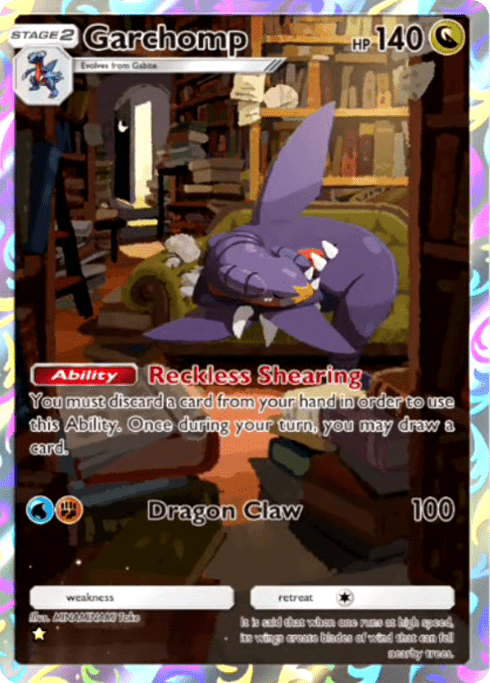 STAGE 2 Garchomp HP 140
Evolves from Gabite
Ability Reckless Shearing
You must discard a card from your hand in order to use
this Ability. Once during your turn, you may draw a
card.
Dragon Claw 100
weakness retreat
Illus. MINAMINAMI Take
It is said that when one runs at high speed,
its wings create blades of wind that can fell
nearby trees.